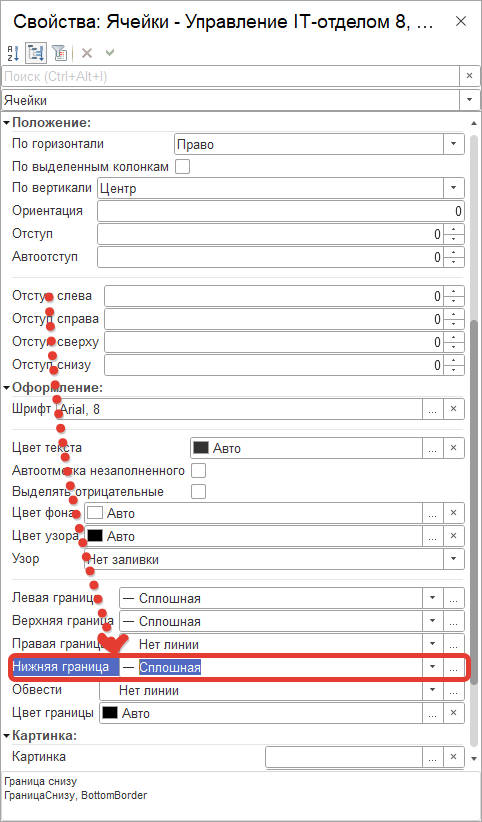 Свойства: Ячейки - Управление IT-отделом 8, ...
Поиск (Ctrl+Alt+I)
Ячейки
Положение:
По горизонтали Право
По выделенным колонкам
По вертикали Центр
Ориентация 0
Отступ 0
Автоотступ 0
Отступ слева 0
Отступ справа 0
Отступ сверху 0
Отступ снизу 0
Оформление:
Шрифт Arial, 8 ...
Цвет текста Авто ...
Автоотметка незаполненного
Выделять отрицательные
Цвет фона Авто ...
Цвет узора Авто ...
Узор Нет заливки
Левая граница Сплошная ...
Верхняя граница Сплошная ...
Правая граница Нет линии ...
Нижняя граница Сплошная ...
Обвести Нет линии ...
Цвет границы Авто ...
Картинка:
Картинка ...
Граница снизу
ГраницаСнизу, BottomBorder